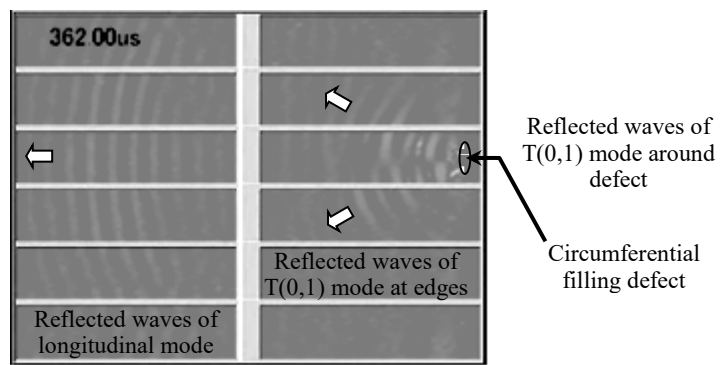 362.00us
Reflected waves of
T(0,1) mode around
defect
Circumferential
filling defect
Reflected waves of
T(0,1) mode at edges
Reflected waves of
longitudinal mode